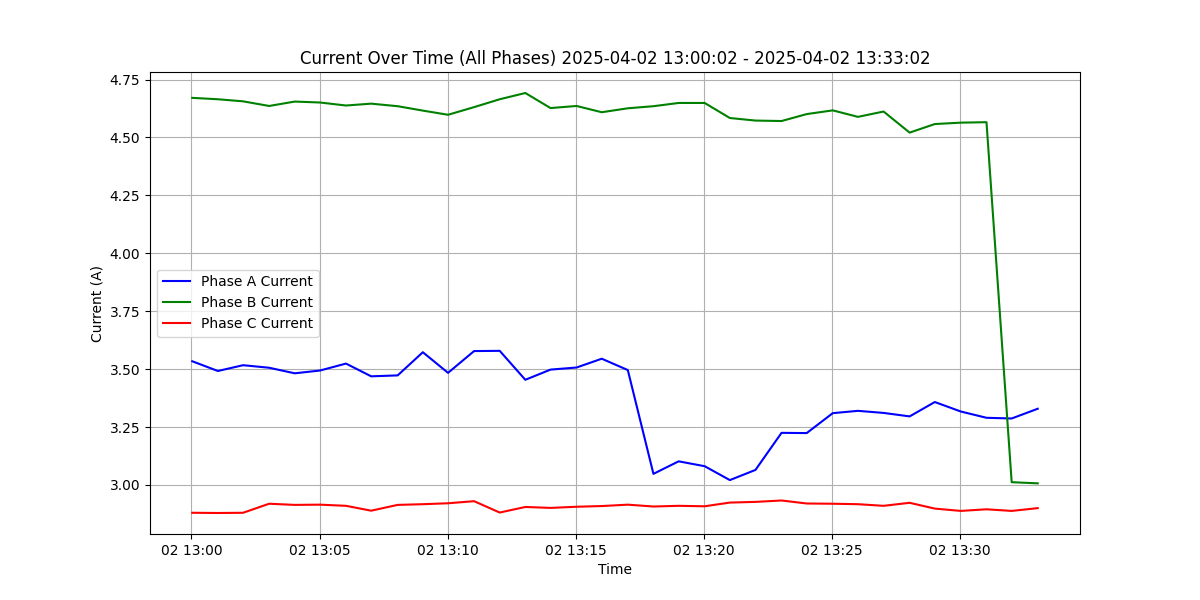 Current Over Time (All Phases) 2025-04-02 13:00:02 - 2025-04-02 13:33:02
4.75
4.50
4.25
4.00
3.75
3.50
3.25
3.00
Current (A)
Phase A Current
Phase B Current
Phase C Current
02 13:00 02 13:05 02 13:10 02 13:15 02 13:20 02 13:25 02 13:30
Time